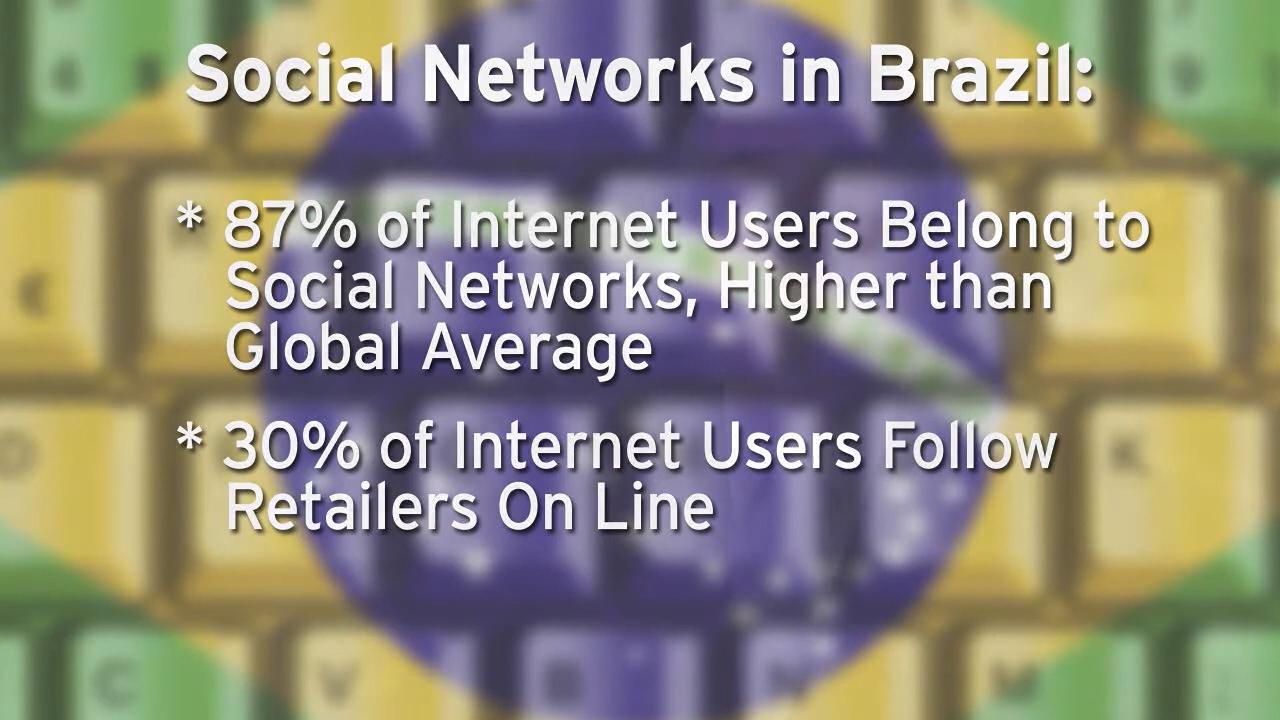 Social Networks in Brazil:
* 87% of Internet Users Belong to
Social Networks, Higher than
Global Average
* 30% of Internet Users Follow
Retailers On Line